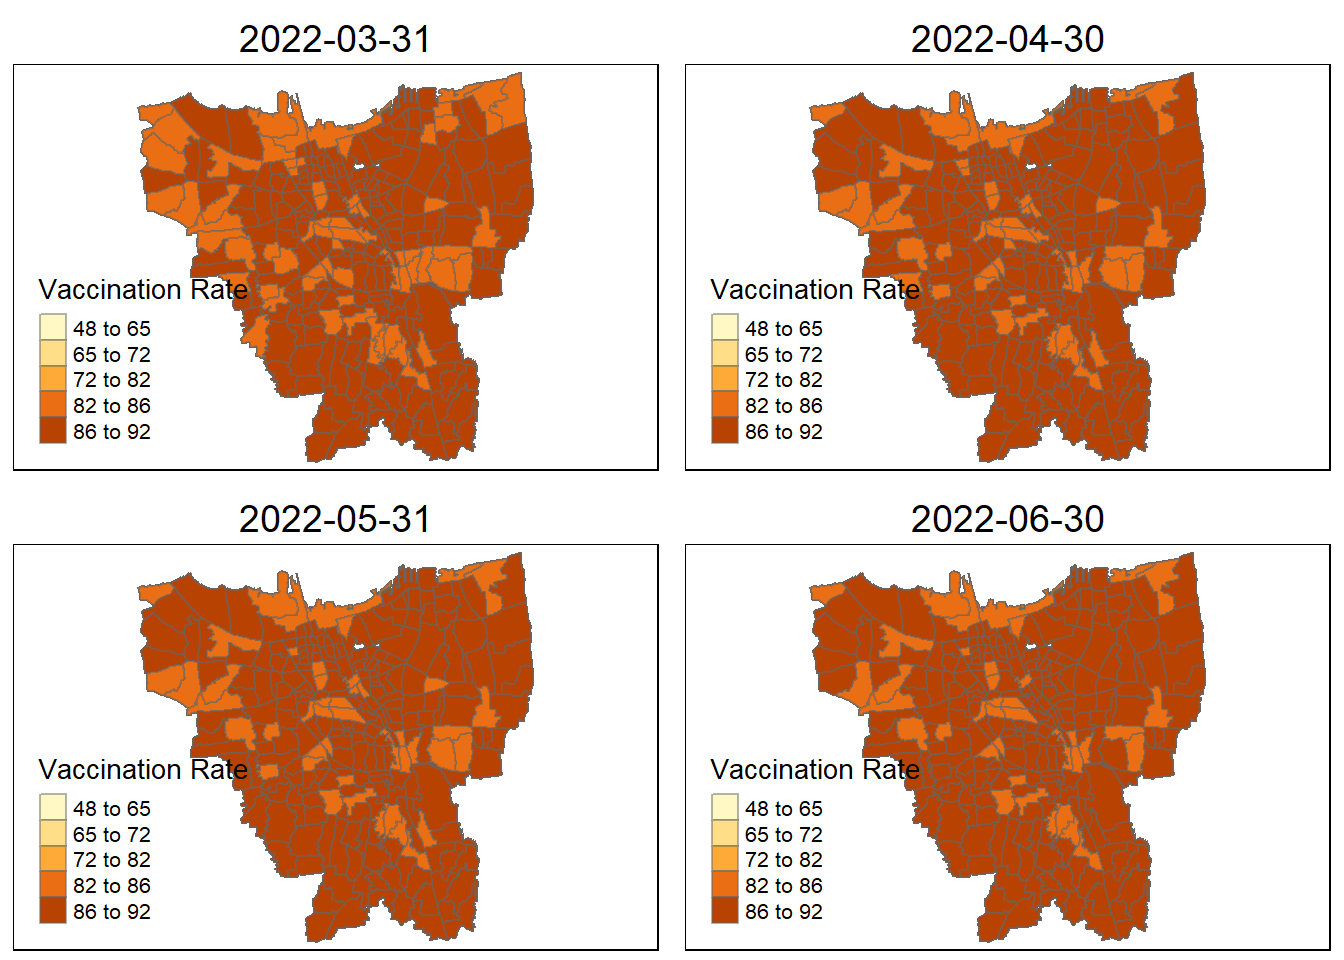 2022-03-31
Vaccination Rate
48 to 65
65 to 72
72 to 82
82 to 86
86 to 92
2022-04-30
Vaccination Rate
48 to 65
65 to 72
72 to 82
82 to 86
86 to 92
2022-05-31
Vaccination Rate
48 to 65
65 to 72
72 to 82
82 to 86
86 to 92
2022-06-30
Vaccination Rate
48 to 65
65 to 72
72 to 82
82 to 86
86 to 92